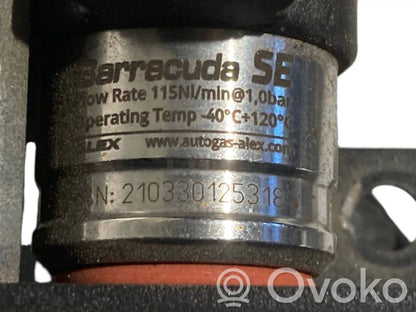 Barracuda SE
Flow Rate 115Nl/min@1,0bar
Operating Temp -40°C+120°C
ALEX www.autogas-alex.com
SN: 210330125318
Ovoko